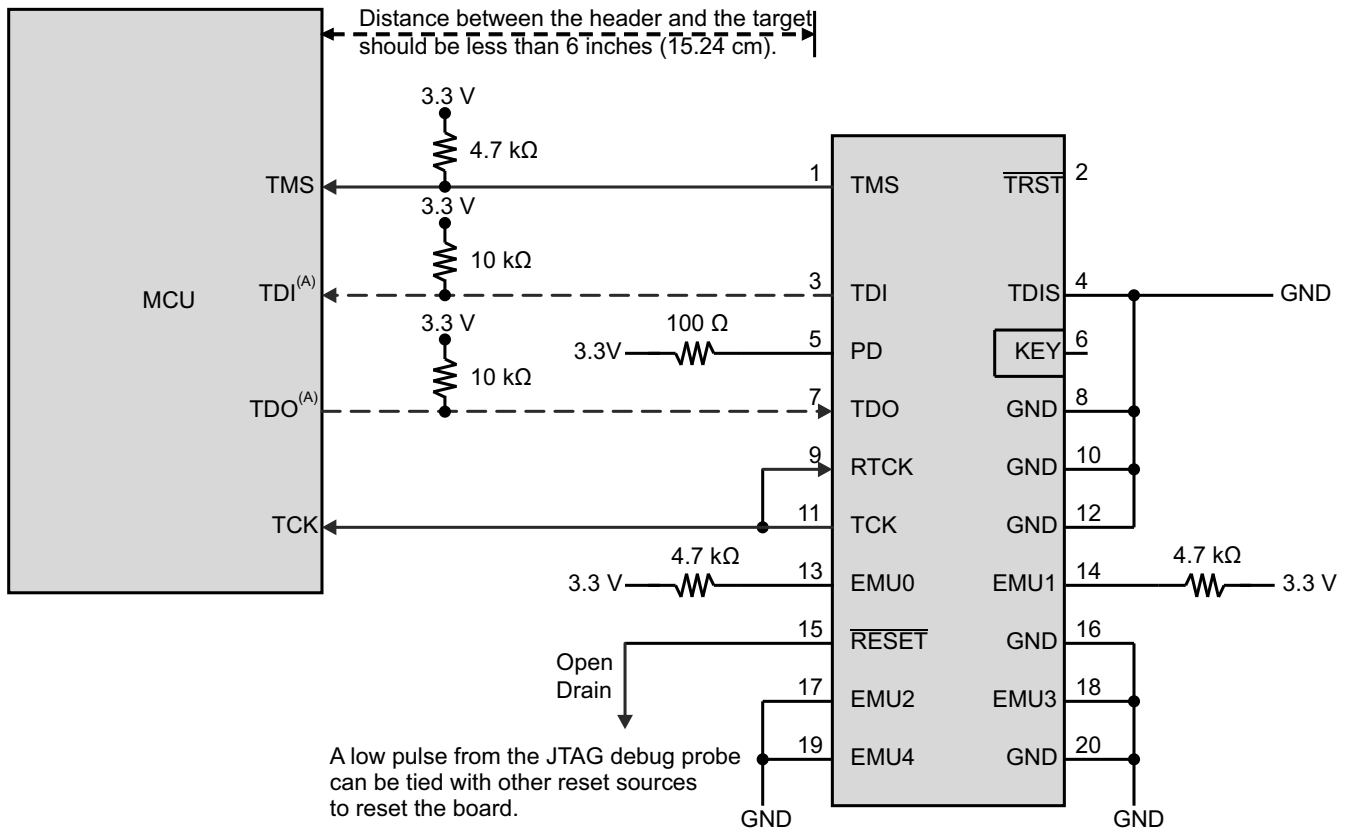 Distance between the header and the target
should be less than 6 inches (15.24 cm).
3.3 V
4.7 kΩ
TMS
1
TMS
TRST
2
3.3 V
10 kΩ
MCU
TDI(A)
3
TDI
TDIS
4
GND
3.3 V
100 Ω
3.3V
5
PD
KEY
6
10 kΩ
TDO(A)
7
TDO
GND
8
9
RTCK
GND
10
TCK
11
TCK
GND
12
4.7 kΩ
3.3 V
13
EMU0
EMU1
14
4.7 kΩ
3.3 V
15
RESET
GND
16
Open
Drain
17
EMU2
EMU3
18
A low pulse from the JTAG debug probe
can be tied with other reset sources
to reset the board.
19
EMU4
GND
20
GND
GND